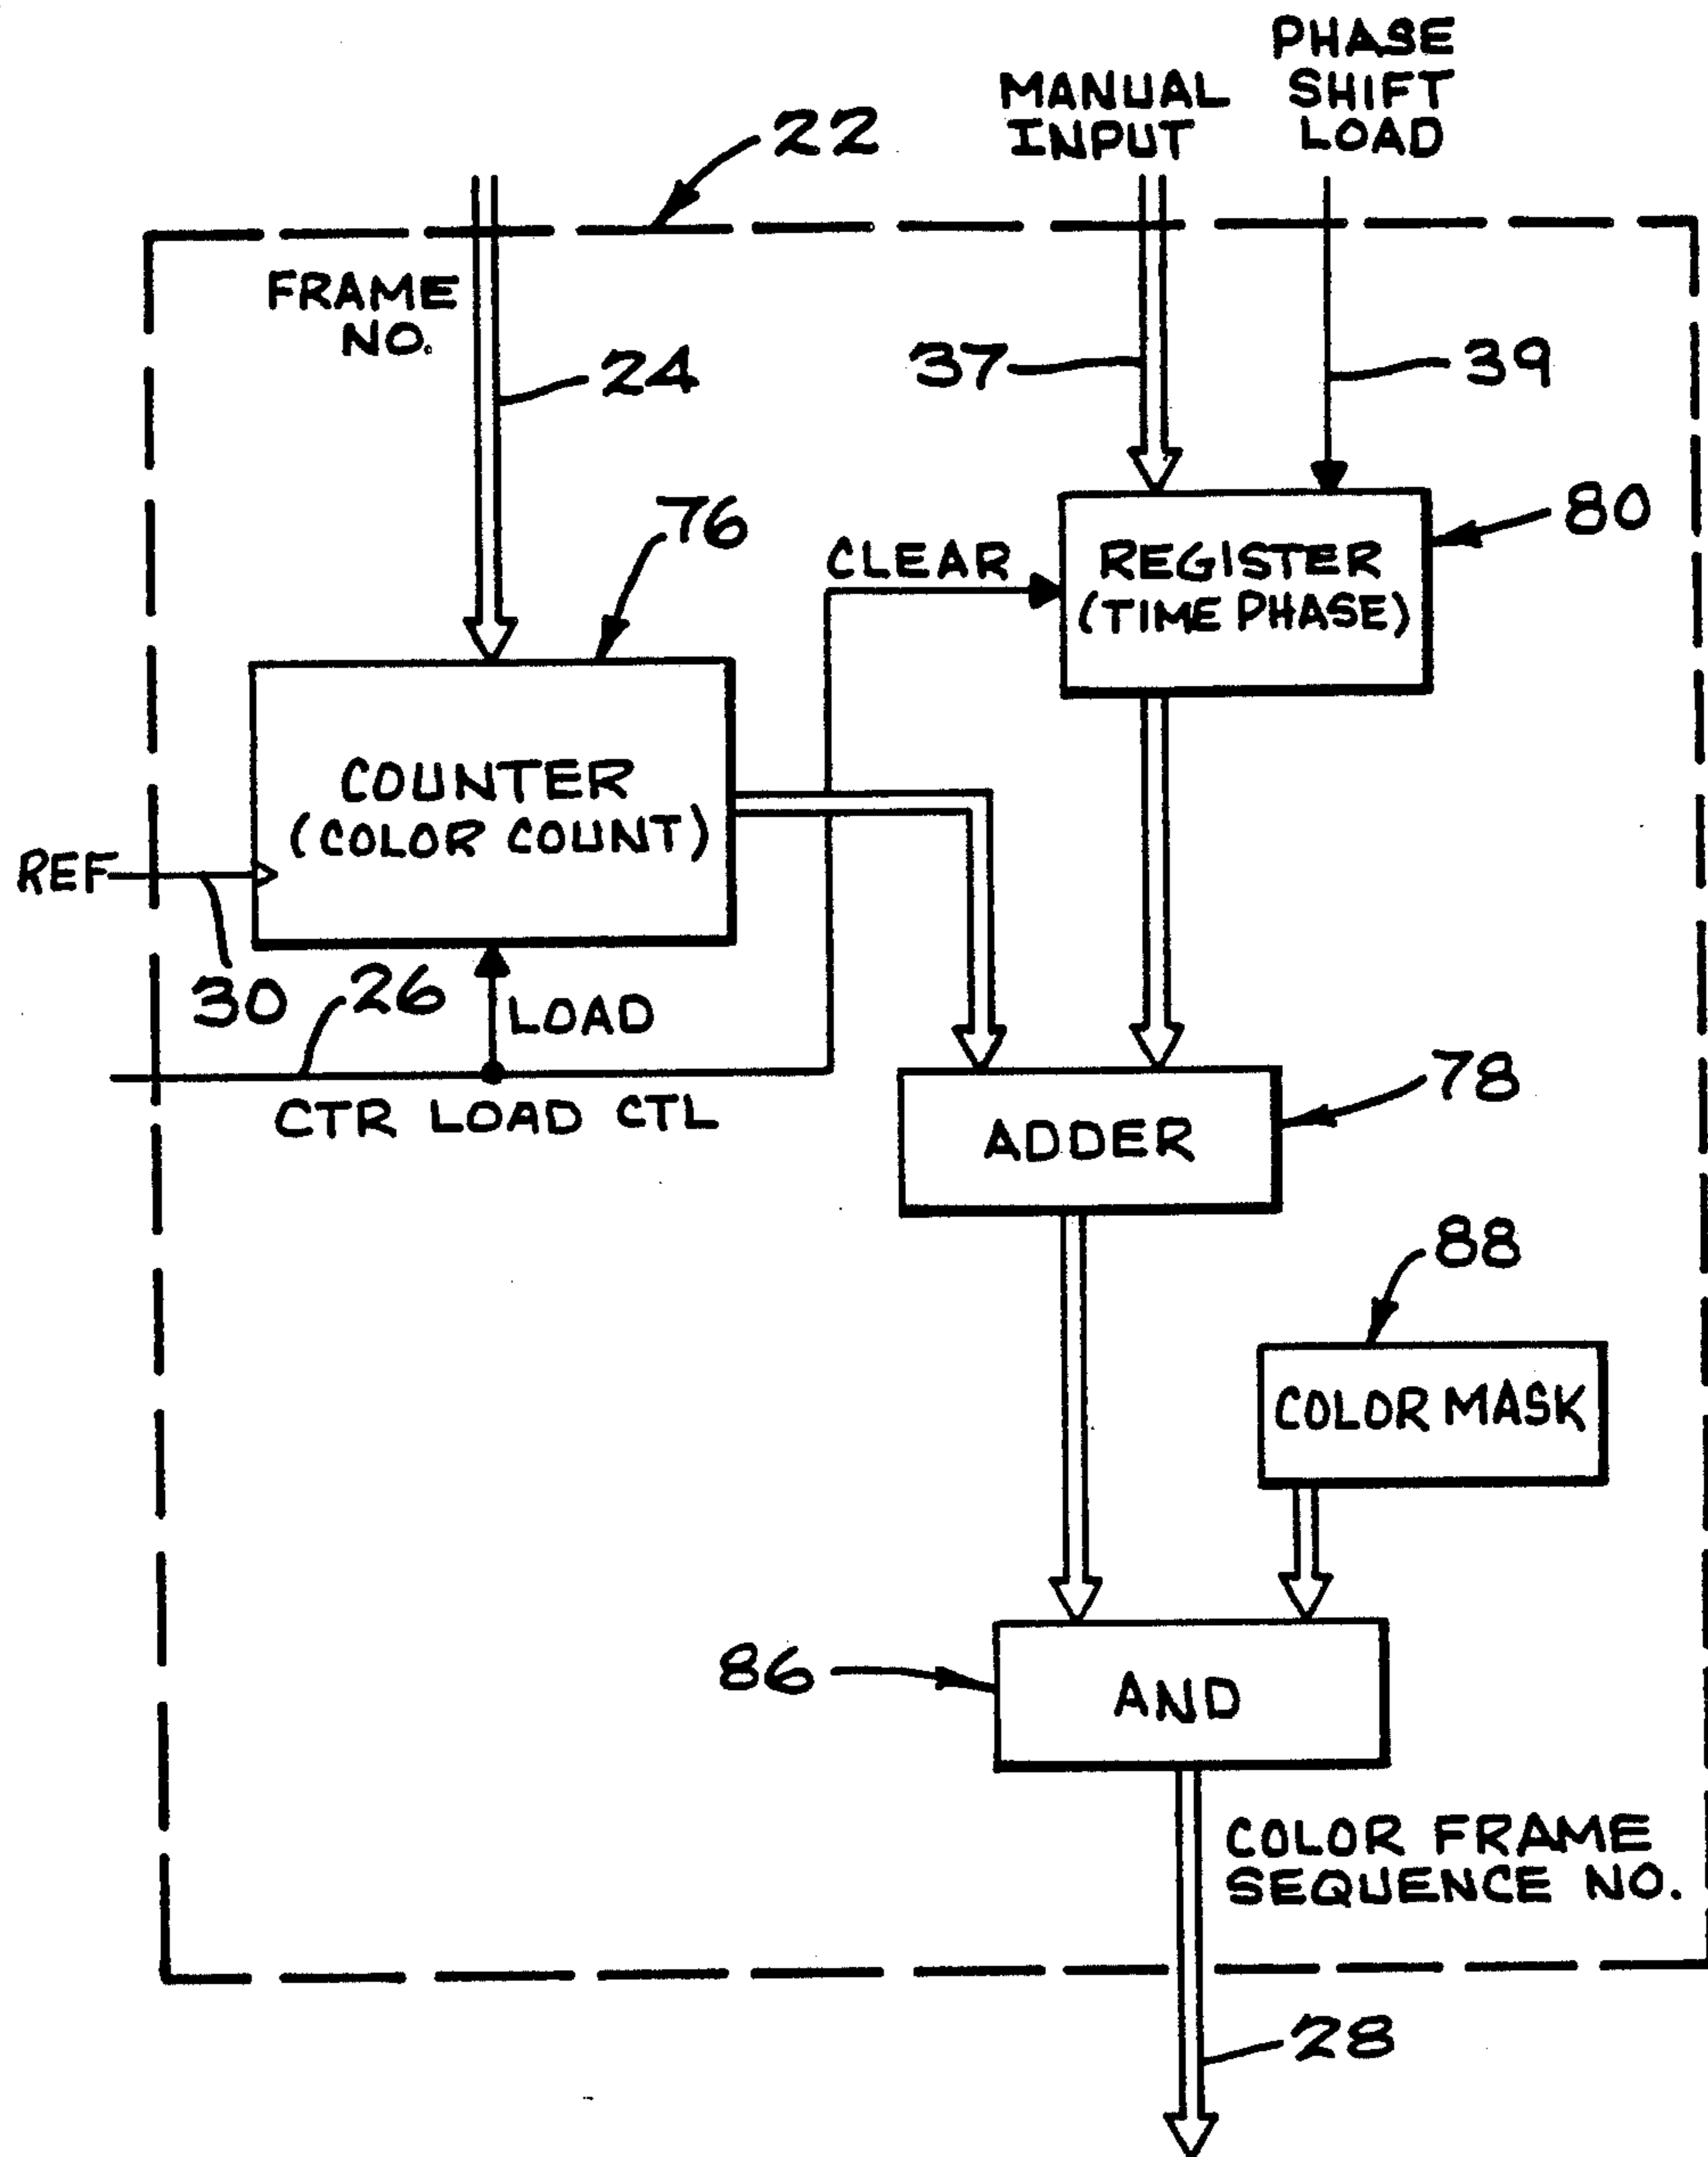 PHASE
SHIFT
LOAD
MANUAL
INPUT
22
FRAME
NO.
24
37
39
76
80
CLEAR
REGISTER
(TIME PHASE)
COUNTER
(COLOR COUNT)
REF
30
26
LOAD
CTR LOAD CTL
78
ADDER
88
COLOR MASK
86
AND
COLOR FRAME
SEQUENCE NO.
28